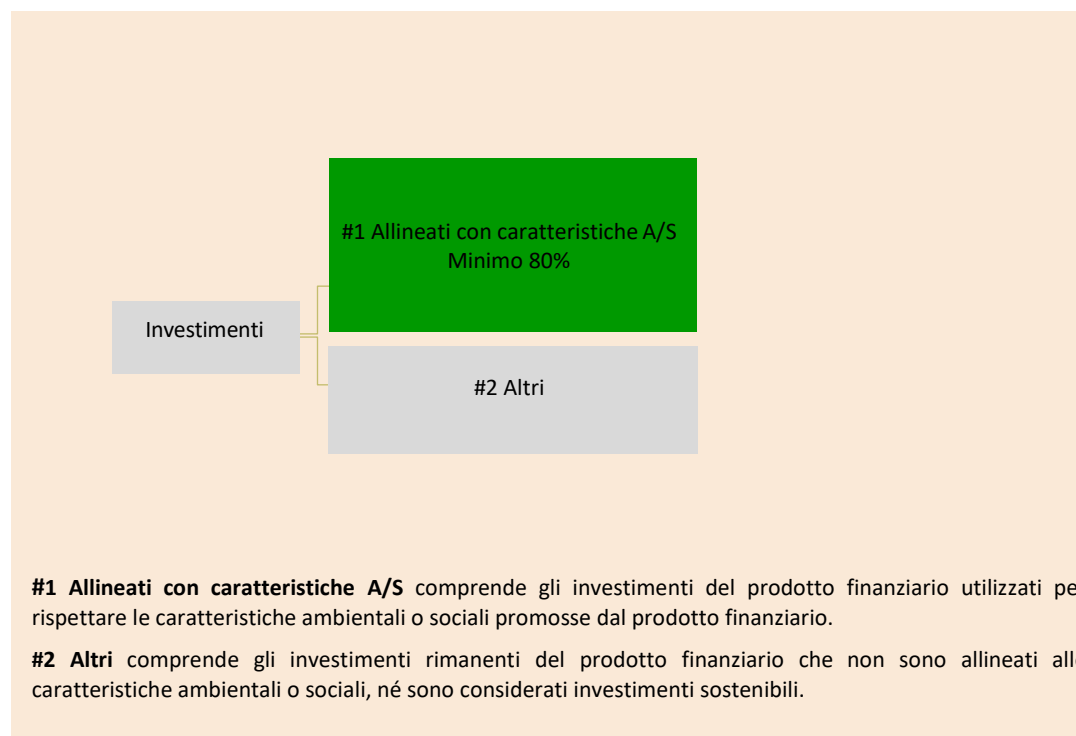 #1 Allineati con caratteristiche A/S
Minimo 80%
Investimenti
#2 Altri
#1 Allineati con caratteristiche A/S comprende gli investimenti del prodotto finanziario utilizzati pe
rispettare le caratteristiche ambientali o sociali promosse dal prodotto finanziario.
#2 Altri comprende gli investimenti rimanenti del prodotto finanziario che non sono allineati all
caratteristiche ambientali o sociali, né sono considerati investimenti sostenibili.